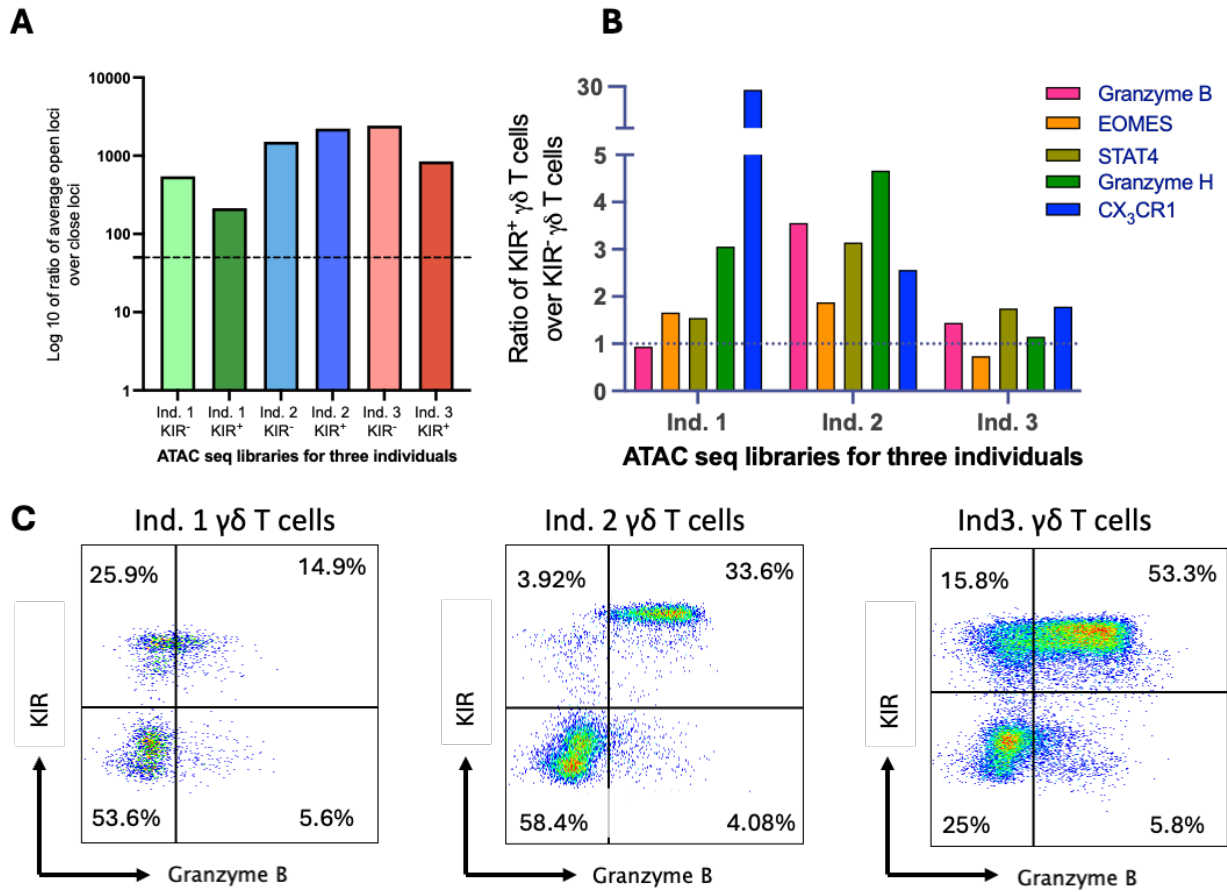 A
Log 10 of ratio of average open loci
over close loci
10000
1000
100
10
1
Ind. 1
KIR⁻
Ind. 1
KIR⁺
Ind. 2
KIR⁻
Ind. 2
KIR⁺
Ind. 3
KIR⁻
Ind. 3
KIR⁺
ATAC seq libraries for three individuals
B
Ratio of KIR⁺ γδ T cells
over KIR⁻ γδ T cells
30
5
4
3
2
1
0
Ind. 1
Ind. 2
Ind. 3
ATAC seq libraries for three individuals
Granzyme B
EOMES
STAT4
Granzyme H
CX₃CR1
C
Ind. 1 γδ T cells
25.9%
14.9%
KIR
53.6%
5.6%
Granzyme B
Ind. 2 γδ T cells
3.92%
33.6%
KIR
58.4%
4.08%
Granzyme B
Ind3. γδ T cells
15.8%
53.3%
KIR
25%
5.8%
Granzyme B